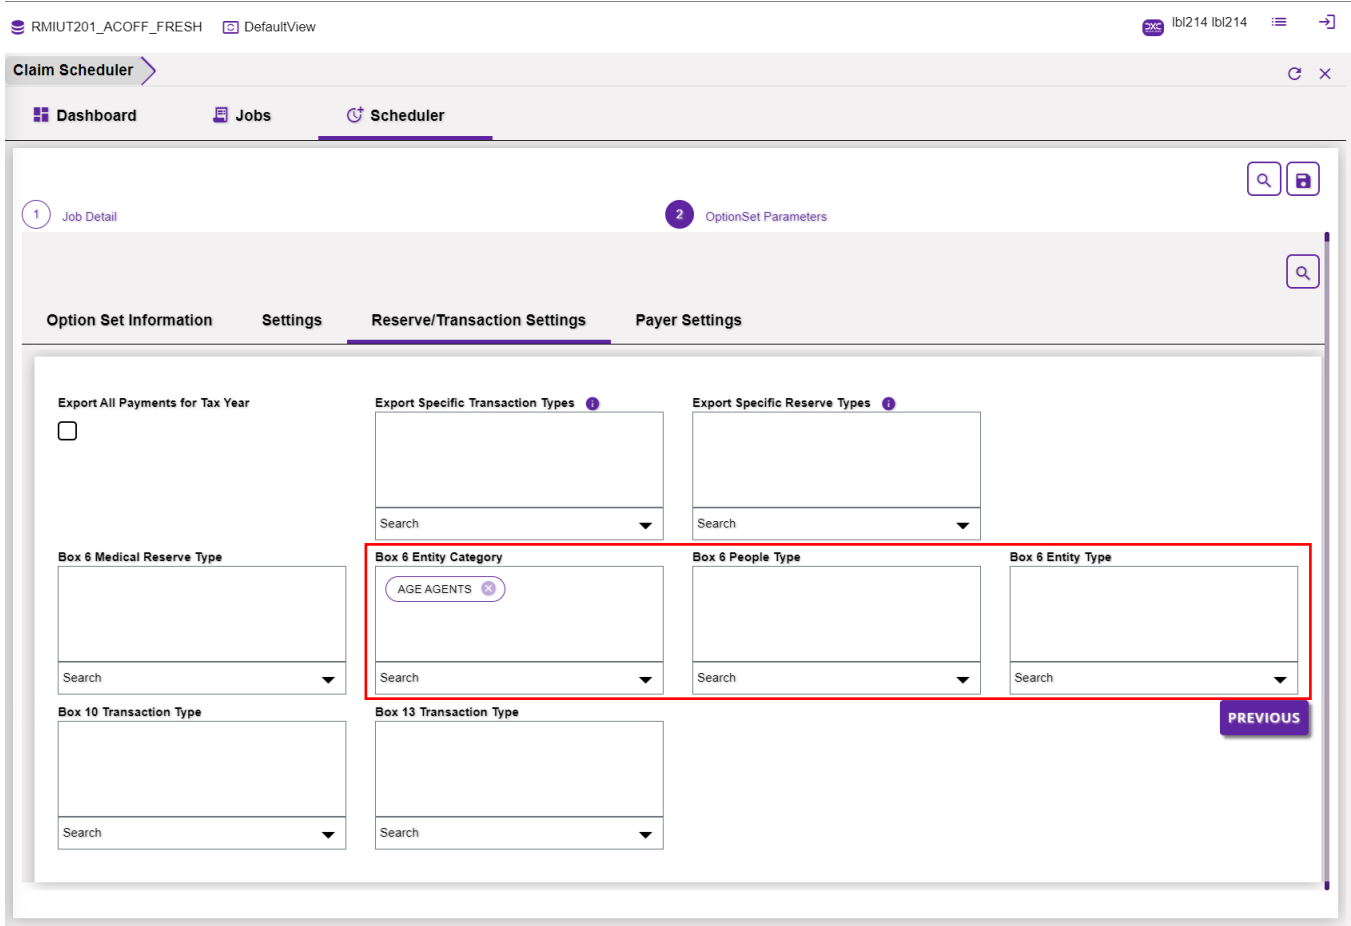 RMIUT201_ACOFF_FRESH DefaultView
DXC lbl214 lbl214
Claim Scheduler
Dashboard Jobs Scheduler
1 Job Detail 2 OptionSet Parameters
Option Set Information Settings Reserve/Transaction Settings Payer Settings
Export All Payments for Tax Year Export Specific Transaction Types Export Specific Reserve Types
Search Search
Box 6 Medical Reserve Type Box 6 Entity Category Box 6 People Type Box 6 Entity Type
AGE AGENTS
Search Search Search Search
Box 10 Transaction Type Box 13 Transaction Type
PREVIOUS
Search Search